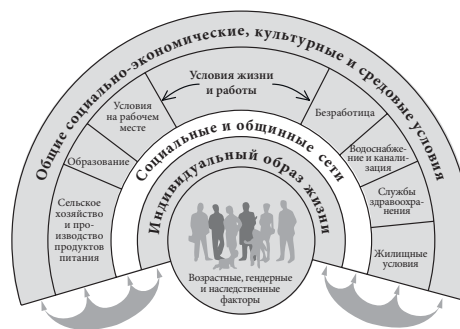 Общие социально-экономические, культурные и средовые условия
Условия жизни
и работы
Условия
на рабочем
месте
Безработица
Образование
Водоснабже-
ние и канали-
зация
Социальные и общинные сети
Индивидуальный образ жизни
Сельское
хозяйство
и про-
изводство
продуктов
питания
Службы
здравоохра-
нения
Жилищные
условия
Возрастные, гендерные
и наследственные
факторы